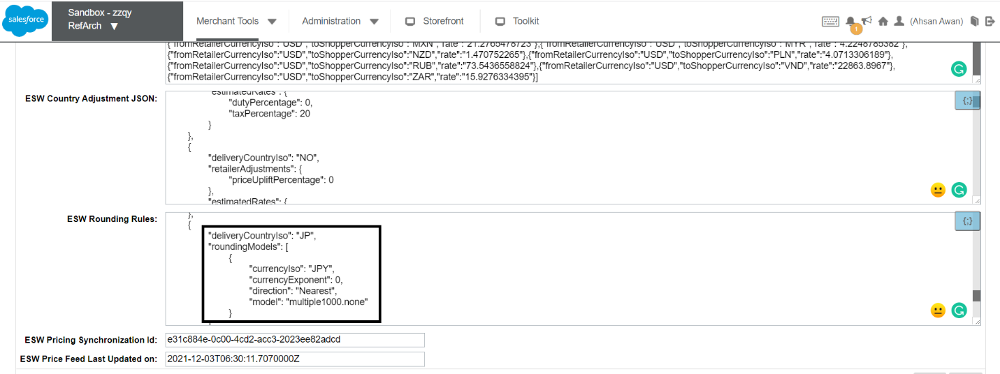 salesforce
Sandbox - zzqy
RefArch
Merchant Tools
Administration
Storefront
Toolkit
1
(Ahsan Awan)
{"fromRetailerCurrencyIso":"USD","toShopperCurrencyIso":"MXN","rate":"21.2765478723"},{"fromRetailerCurrencyIso":"USD","toShopperCurrencyIso":"MYR","rate":"4.2248785382"},
{"fromRetailerCurrencyIso":"USD","toShopperCurrencyIso":"NZD","rate":"1.470752265"},{"fromRetailerCurrencyIso":"USD","toShopperCurrencyIso":"PLN","rate":"4.0713306189"},
{"fromRetailerCurrencyIso":"USD","toShopperCurrencyIso":"RUB","rate":"73.5436558824"},{"fromRetailerCurrencyIso":"USD","toShopperCurrencyIso":"VND","rate":"22863.8967"},
{"fromRetailerCurrencyIso":"USD","toShopperCurrencyIso":"ZAR","rate":"15.9276334395"}]
ESW Country Adjustment JSON:
"estimatedRates": {
"dutyPercentage": 0,
"taxPercentage": 20
}
},
{
"deliveryCountryIso": "NO",
"retailerAdjustments": {
"priceUpliftPercentage": 0
},
"estimatedRates": {
{;}
ESW Rounding Rules:
},
{
"deliveryCountryIso": "JP",
"roundingModels": [
{
"currencyIso": "JPY",
"currencyExponent": 0,
"direction": "Nearest",
"model": "multiple1000.none"
}
{;}
ESW Pricing Synchronization Id:
e31c884e-0c00-4cd2-acc3-2023ee82adcd
ESW Price Feed Last Updated on:
2021-12-03T06:30:11.7070000Z